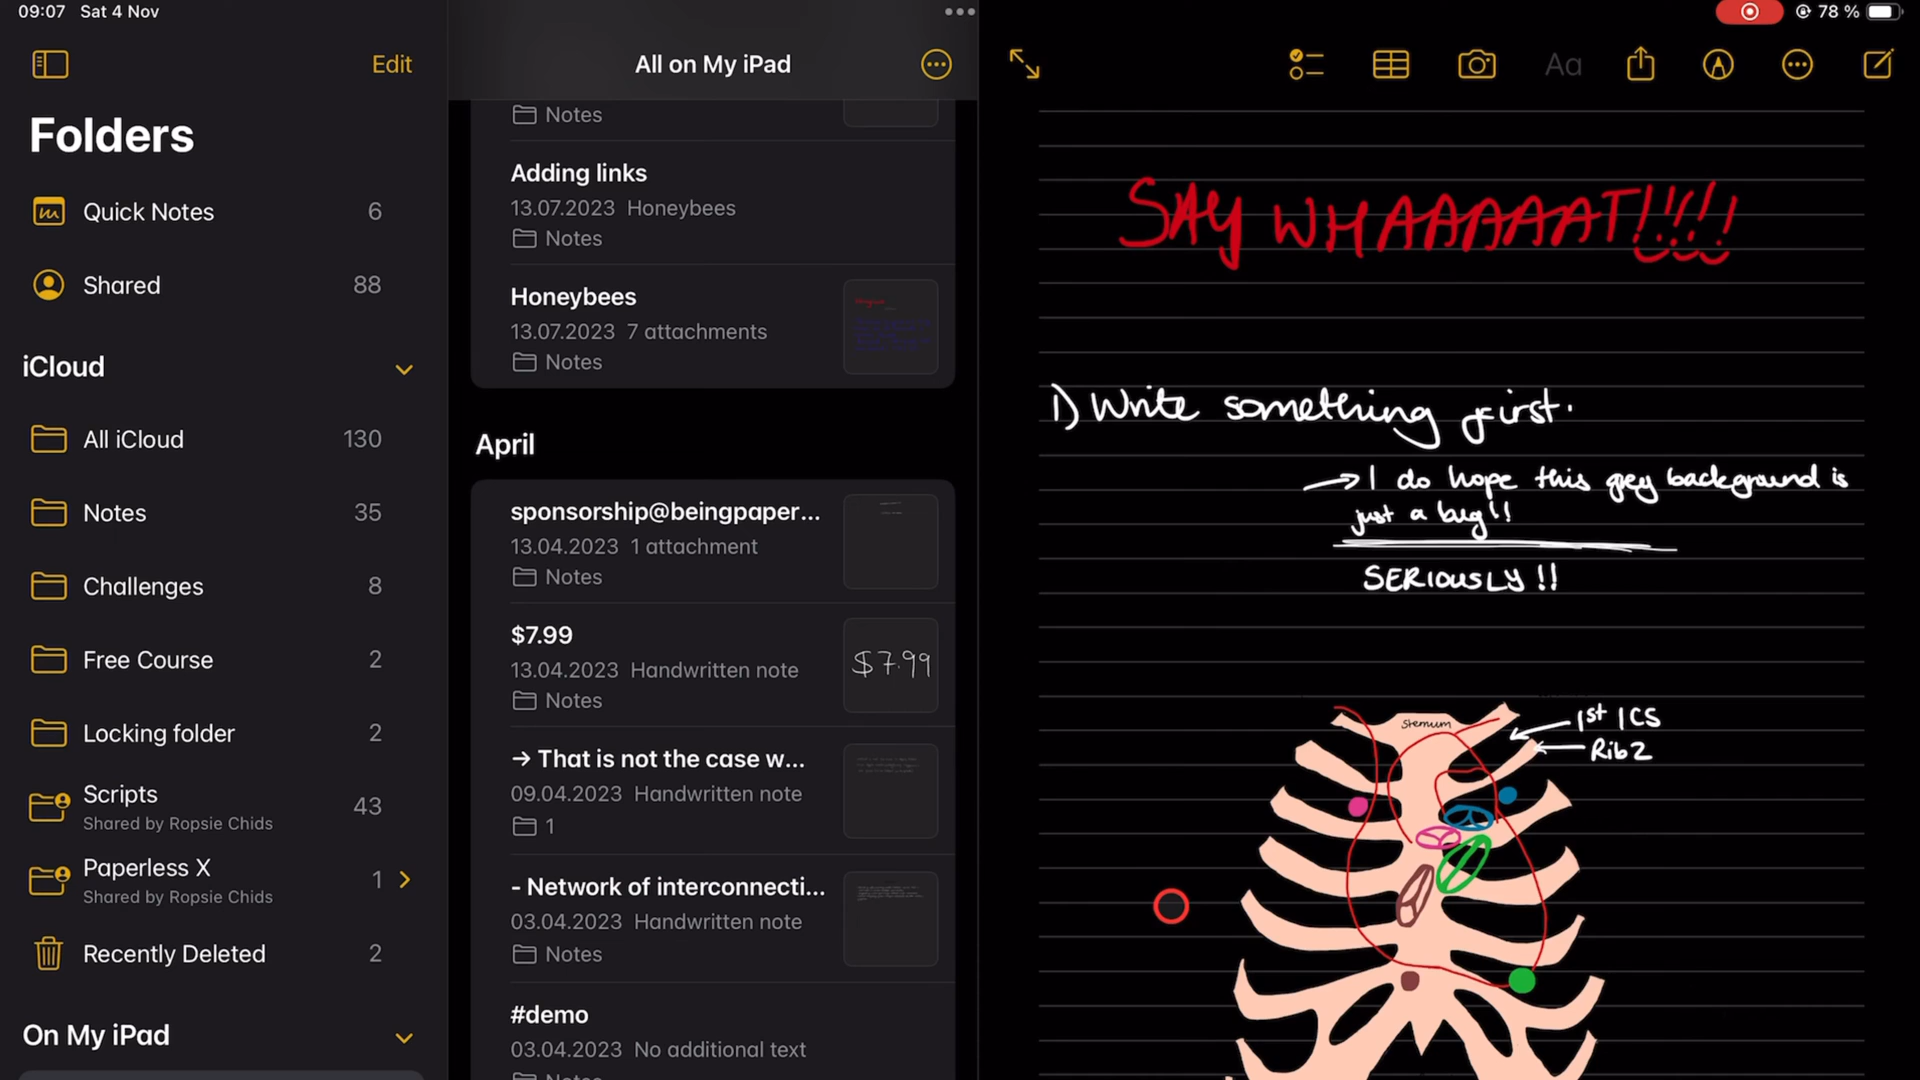 09:07 Sat 4 Nov
78 %
Edit
Folders
Quick Notes 6
Shared 88
iCloud
All iCloud 130
Notes 35
Challenges 8
Free Course 2
Locking folder 2
Scripts 43
Shared by Ropsie Chids
Paperless X 1
Shared by Ropsie Chids
Recently Deleted 2
On My iPad
All on My iPad
Notes
Adding links
13.07.2023 Honeybees
Notes
Honeybees
13.07.2023 7 attachments
Notes
April
sponsorship@beingpaper...
13.04.2023 1 attachment
Notes
$7.99
13.04.2023 Handwritten note
$7.99
Notes
→ That is not the case w...
09.04.2023 Handwritten note
1
- Network of interconnecti...
03.04.2023 Handwritten note
Notes
#demo
03.04.2023 No additional text
Notes
Aa
SAY WHAAAAAT!!!!
1) Write something first.
→ I do hope this grey background is
just a bug!!
SERIOUSLY!!
Sternum
1st ICS
Rib 2